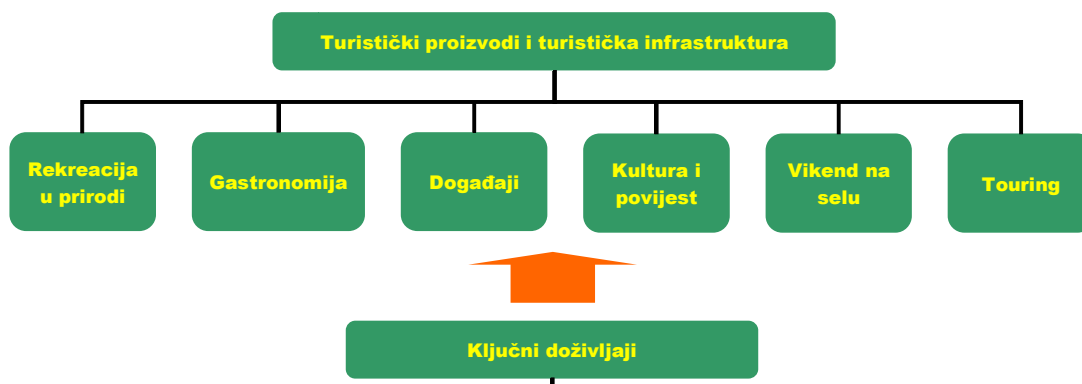 Turistički proizvodi i turistička infrastruktura
Rekreacija
u prirodi
Gastronomija
Događaji
Kultura i
povijest
Vikend na
selu
Touring
Ključni doživljaji